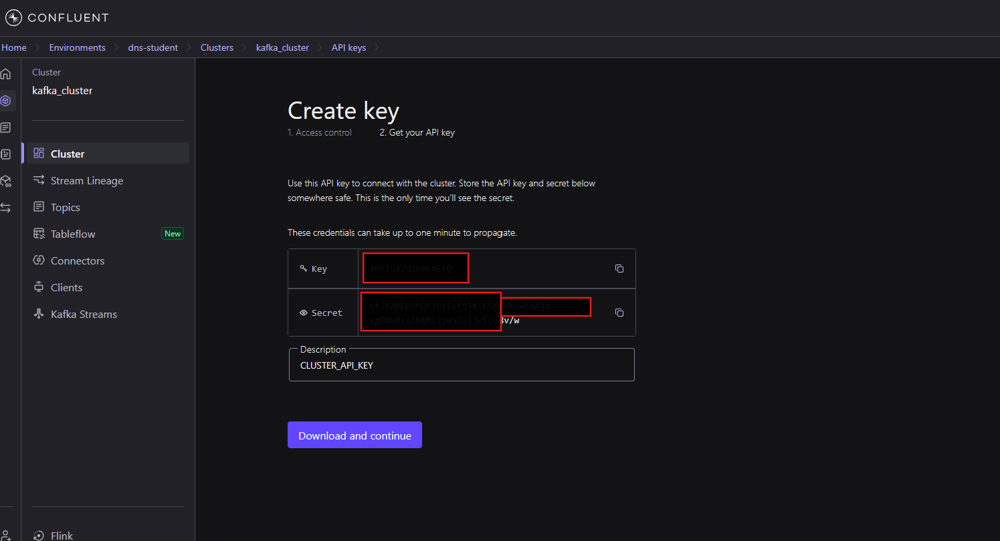 CONFLUENT
Home
Environments
dns-student
Clusters
kafka_cluster
API keys
Cluster
kafka_cluster
Cluster
Stream Lineage
Topics
Tableflow New
Connectors
Clients
Kafka Streams
Flink
Create key
1. Access control
2. Get your API key
Use this API key to connect with the cluster. Store the API key and secret below
somewhere safe. This is the only time you’ll see the secret.
These credentials can take up to one minute to propagate.
Key
Secret
Description
CLUSTER_API_KEY
Download and continue